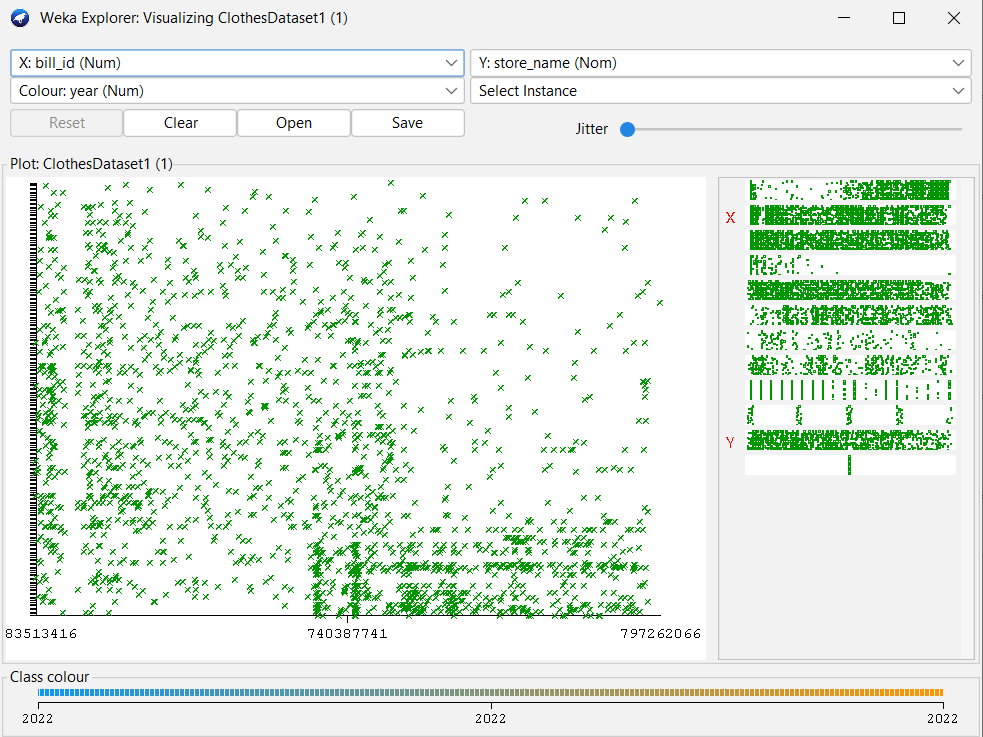 Weka Explorer: Visualizing ClothesDataset1 (1)
X: bill_id (Num)
Y: store_name (Nom)
Colour: year (Num)
Select Instance
Reset
Clear
Open
Save
Jitter
Plot: ClothesDataset1 (1)
X
Y
83513416
740387741
797262066
Class colour
2022
2022
2022